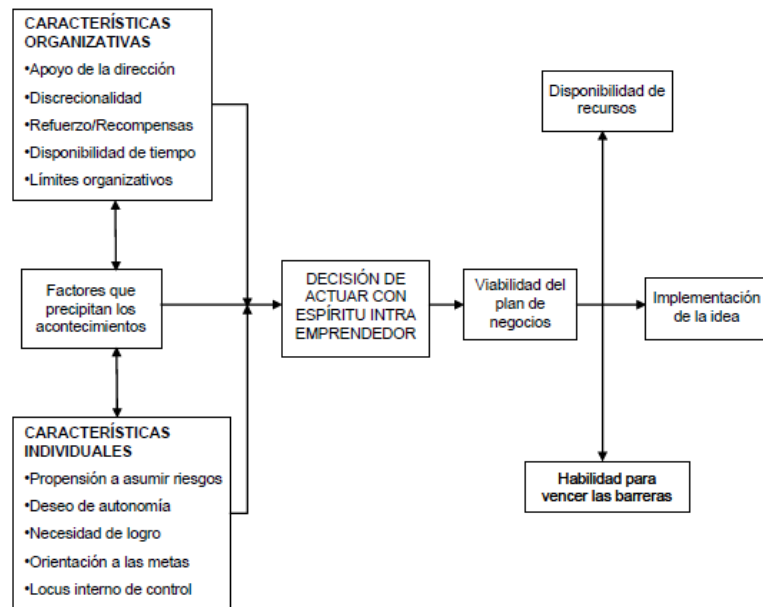 CARACTERÍSTICAS
ORGANIZATIVAS
•Apoyo de la dirección
•Discrecionalidad
•Refuerzo/Recompensas
•Disponibilidad de tiempo
•Límites organizativos
Factores que
precipitan los
acontecimientos
CARACTERÍSTICAS
INDIVIDUALES
•Propensión a asumir riesgos
•Deseo de autonomía
•Necesidad de logro
•Orientación a las metas
•Locus interno de control
DECISIÓN DE
ACTUAR CON
ESPÍRITU INTRA
EMPRENDEDOR
Viabilidad del
plan de
negocios
Disponibilidad de
recursos
Implementación
de la idea
Habilidad para
vencer las barreras